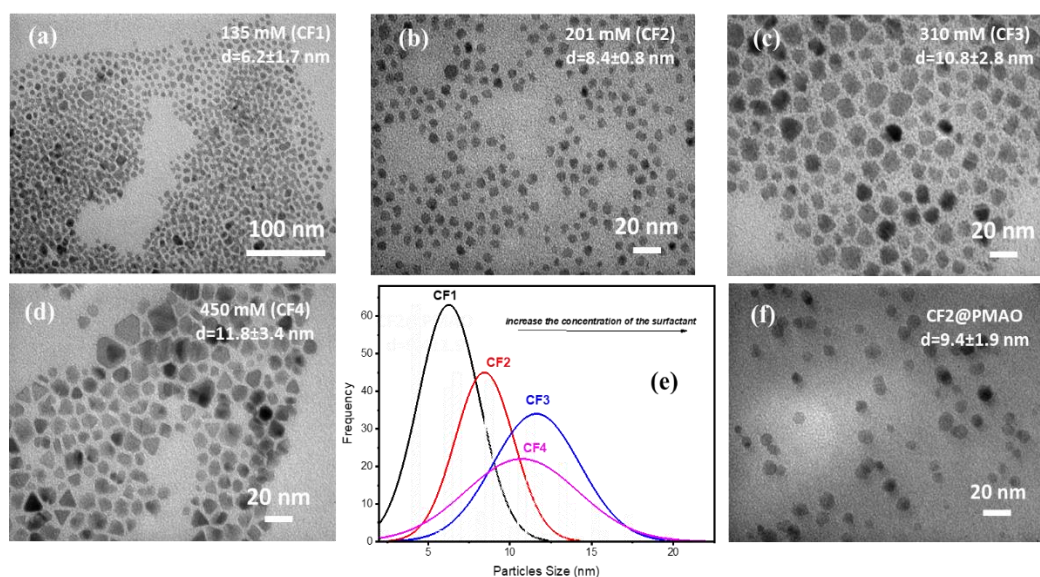 (a)
135 mM (CF1)
d=6.2±1.7 nm
100 nm
(b)
201 mM (CF2)
d=8.4±0.8 nm
20 nm
(c)
310 mM (CF3)
d=10.8±2.8 nm
20 nm
(d)
450 mM (CF4)
d=11.8±3.4 nm
20 nm
CF1
increase the concentration of the surfactant
CF2
(e)
CF3
CF4
Frequency
60
50
40
30
20
10
0
5
10
15
20
Particles Size (nm)
(f)
CF2@PMAO
d=9.4±1.9 nm
20 nm